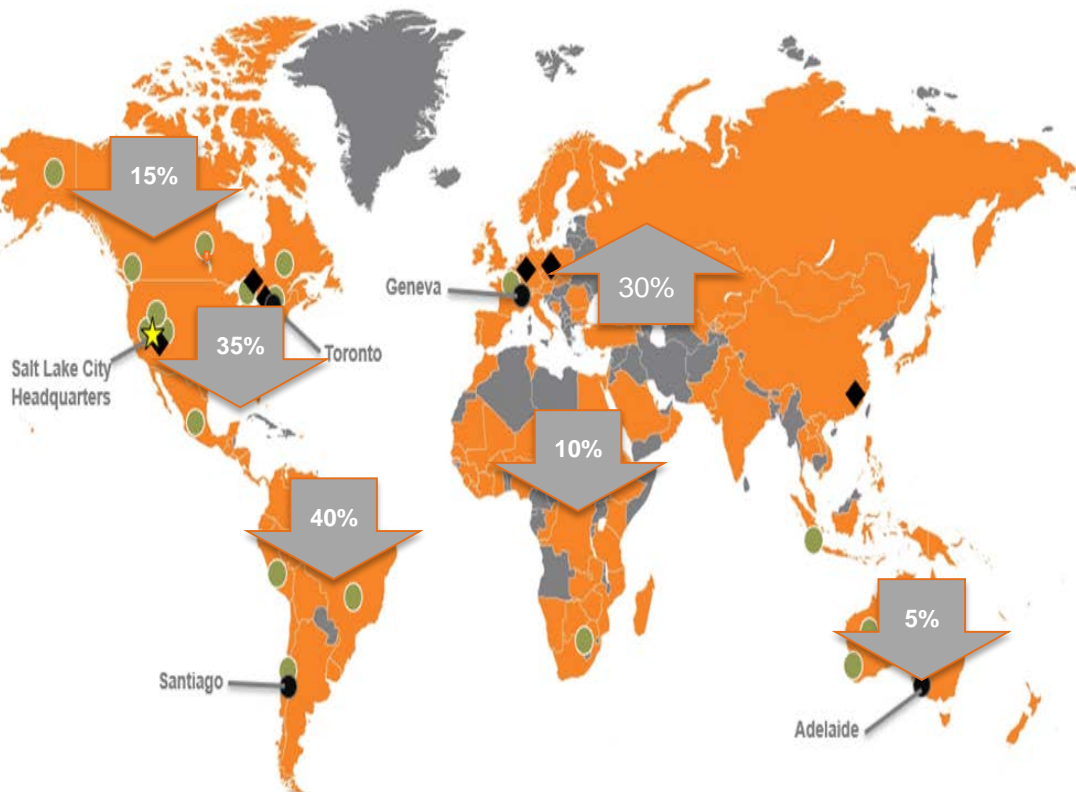 15%
Geneva
30%
35%
Toronto
Salt Lake City
Headquarters
10%
40%
5%
Santiago
Adelaide